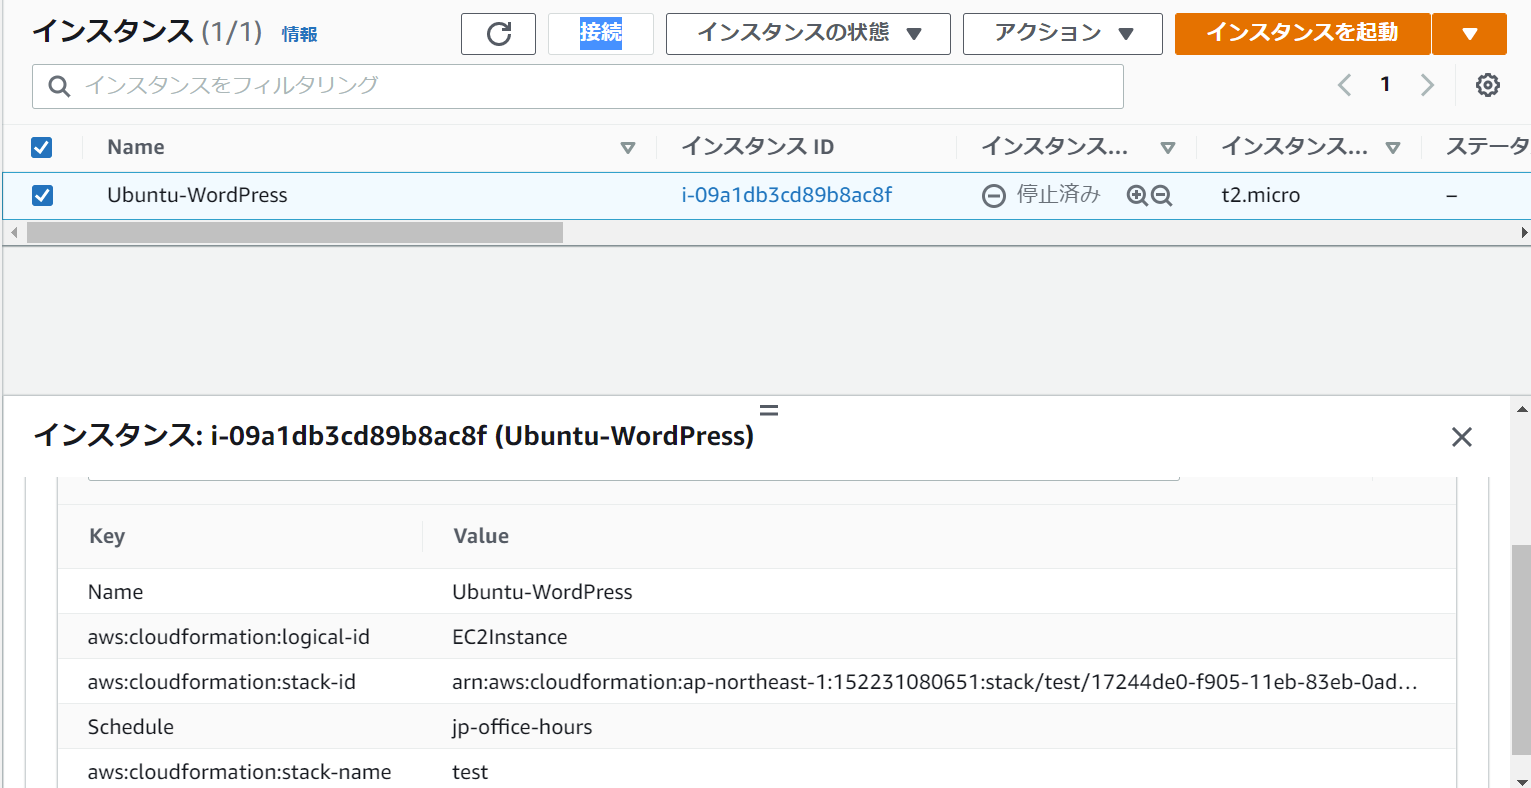 インスタンス (1/1) 情報 接続 インスタンスの状態 アクション インスタンスを起動
インスタンスをフィルタリング 1
Name インスタンス ID インスタンス... インスタンス... ステータ
Ubuntu-WordPress i-09a1db3cd89b8ac8f 停止済み t2.micro –
インスタンス: i-09a1db3cd89b8ac8f (Ubuntu-WordPress)
Key Value
Name Ubuntu-WordPress
aws:cloudformation:logical-id EC2Instance
aws:cloudformation:stack-id arn:aws:cloudformation:ap-northeast-1:152231080651:stack/test/17244de0-f905-11eb-83eb-0ad...
Schedule jp-office-hours
aws:cloudformation:stack-name test